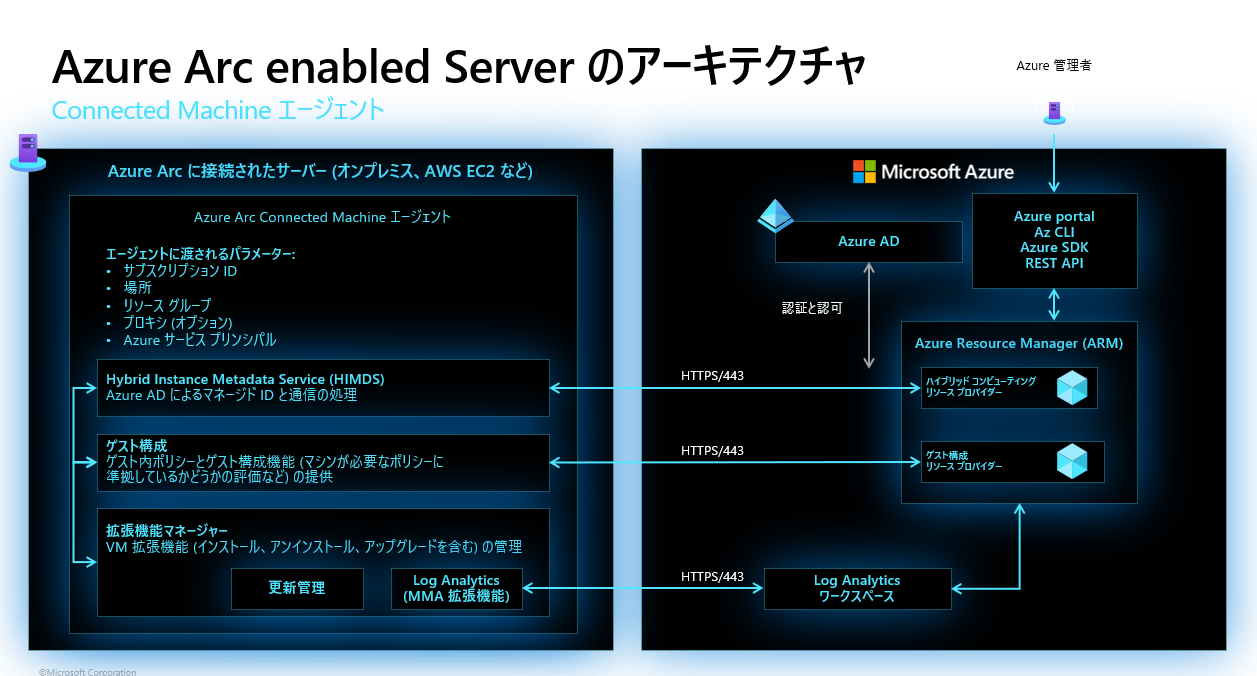 Azure Arc enabled Server のアーキテクチャ
Connected Machine エージェント
Azure 管理者
Azure Arc に接続されたサーバー (オンプレミス、AWS EC2 など)
Azure Arc Connected Machine エージェント
エージェントに渡されるパラメーター:
• サブスクリプション ID
• 場所
• リソース グループ
• プロキシ (オプション)
• Azure サービス プリンシパル
Hybrid Instance Metadata Service (HIMDS)
Azure AD によるマネージド ID と通信の処理
ゲスト構成
ゲスト内ポリシーとゲスト構成機能 (マシンが必要なポリシーに
準拠しているかどうかの評価など) の提供
拡張機能マネージャー
VM 拡張機能 (インストール、アンインストール、アップグレードを含む) の管理
更新管理
Log Analytics
(MMA 拡張機能)
HTTPS/443
HTTPS/443
HTTPS/443
Microsoft Azure
Azure AD
認証と認可
Azure portal
Az CLI
Azure SDK
REST API
Azure Resource Manager (ARM)
ハイブリッド コンピューティング
リソース プロバイダー
ゲスト構成
リソース プロバイダー
Log Analytics
ワークスペース
©Microsoft Corporation